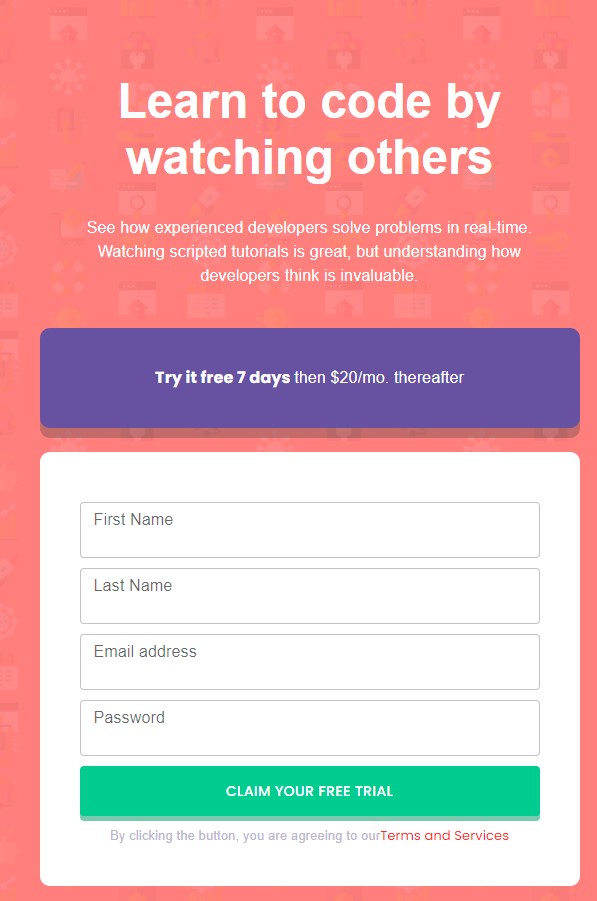 Learn to code by
watching others
See how experienced developers solve problems in real-time.
Watching scripted tutorials is great, but understanding how
developers think is invaluable.
Try it free 7 days then $20/mo. thereafter
First Name
Last Name
Email address
Password
CLAIM YOUR FREE TRIAL
By clicking the button, you are agreeing to ourTerms and Services